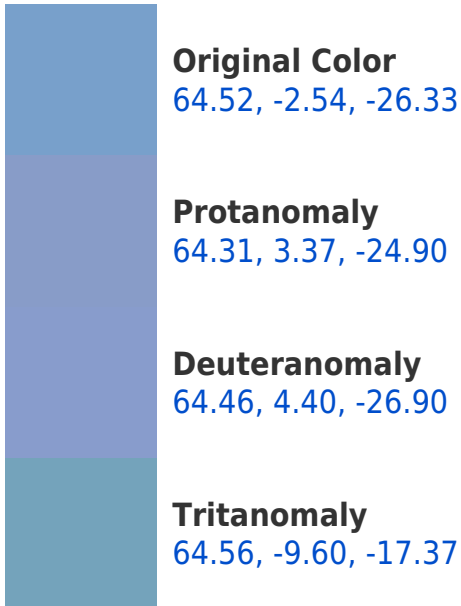 Original Color
64.52, -2.54, -26.33
Protanomaly
64.31, 3.37, -24.90
Deuteranomaly
64.46, 4.40, -26.90
Tritanomaly
64.56, -9.60, -17.37